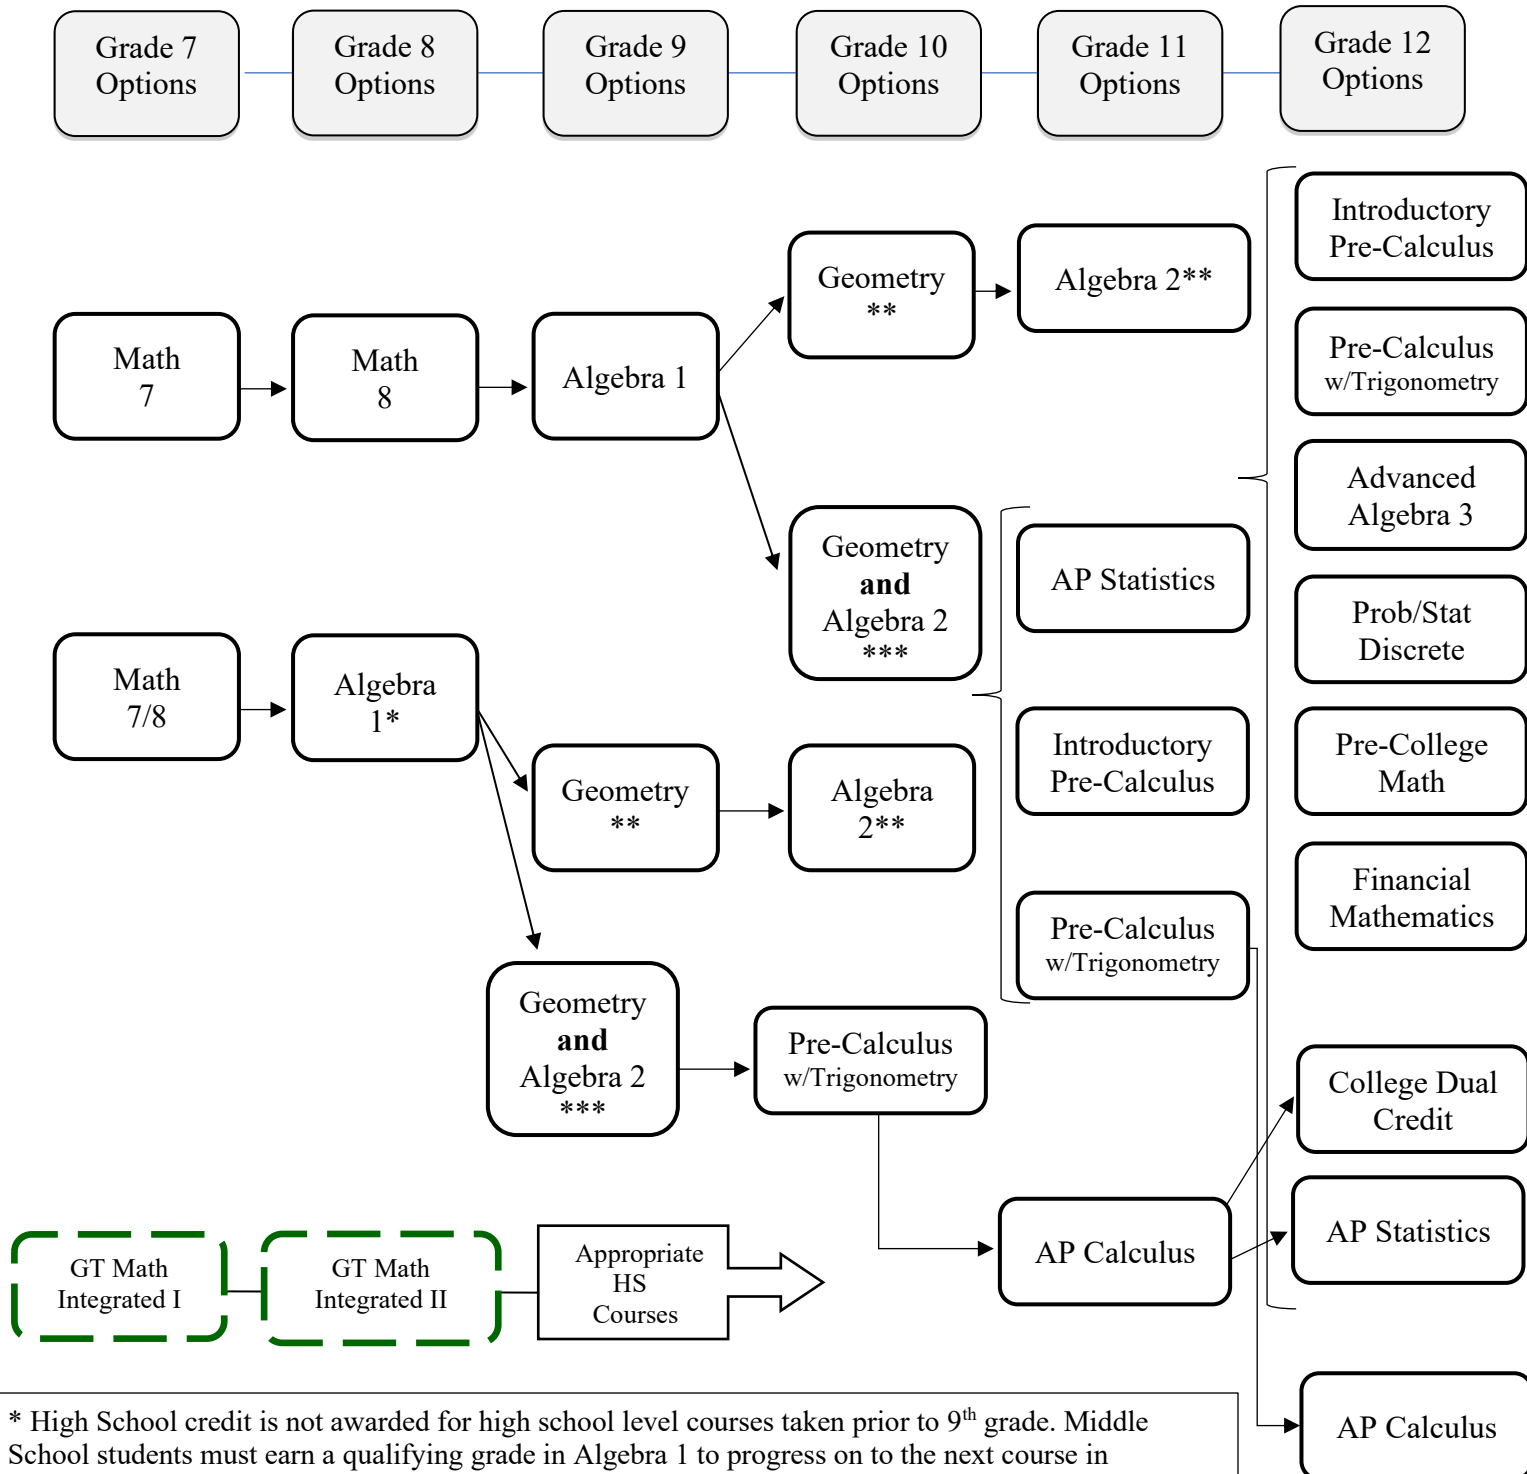 Grade 7
Options
Grade 8
Options
Grade 9
Options
Grade 10
Options
Grade 11
Options
Grade 12
Options
Math
7
Math
8
Algebra 1
Geometry
**
Algebra 2**
Geometry
and
Algebra 2
***
Math
7/8
Algebra
1*
Geometry
**
Algebra
2**
Geometry
and
Algebra 2
***
Pre-Calculus
w/Trigonometry
AP Statistics
Introductory
Pre-Calculus
Pre-Calculus
w/Trigonometry
AP Calculus
Introductory
Pre-Calculus
Pre-Calculus
w/Trigonometry
Advanced
Algebra 3
Prob/Stat
Discrete
Pre-College
Math
Financial
Mathematics
College Dual
Credit
AP Statistics
AP Calculus
GT Math
Integrated I
GT Math
Integrated II
Appropriate
HS
Courses
* High School credit is not awarded for high school level courses taken prior to 9th grade. Middle
School students must earn a qualifying grade in Algebra 1 to progress on to the next course in